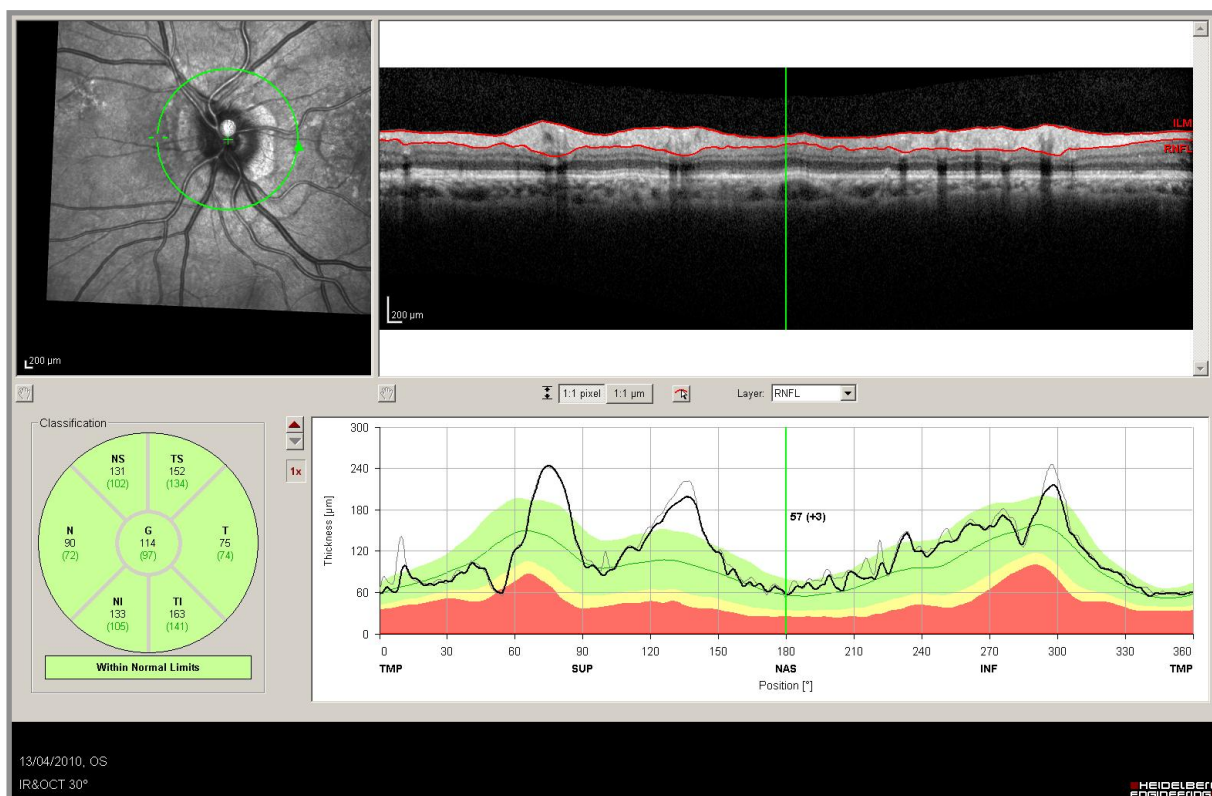 ILM
RNFL
200 µm
200 µm
1:1 pixel
1:1 µm
Layer:
RNFL
Classification
NS
131
(102)
TS
152
(134)
N
90
(72)
G
114
(97)
T
75
(74)
NI
133
(105)
TI
163
(141)
Within Normal Limits
1x
Thickness [µm]
300
240
180
120
60
0
57 (+3)
0 30 60 90 120 150 180 210 240 270 300 330 360
TMP SUP NAS INF TMP
Position [°]
13/04/2010, OS
IR&OCT 30°
HEIDELBERG
ENGINEERING